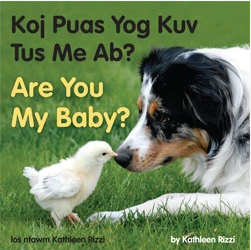 Koj Puas Yog Kuv
Tus Me Ab?
Are You
My Baby?
los ntawm Kathleen Rizzi
by Kathleen Rizzi